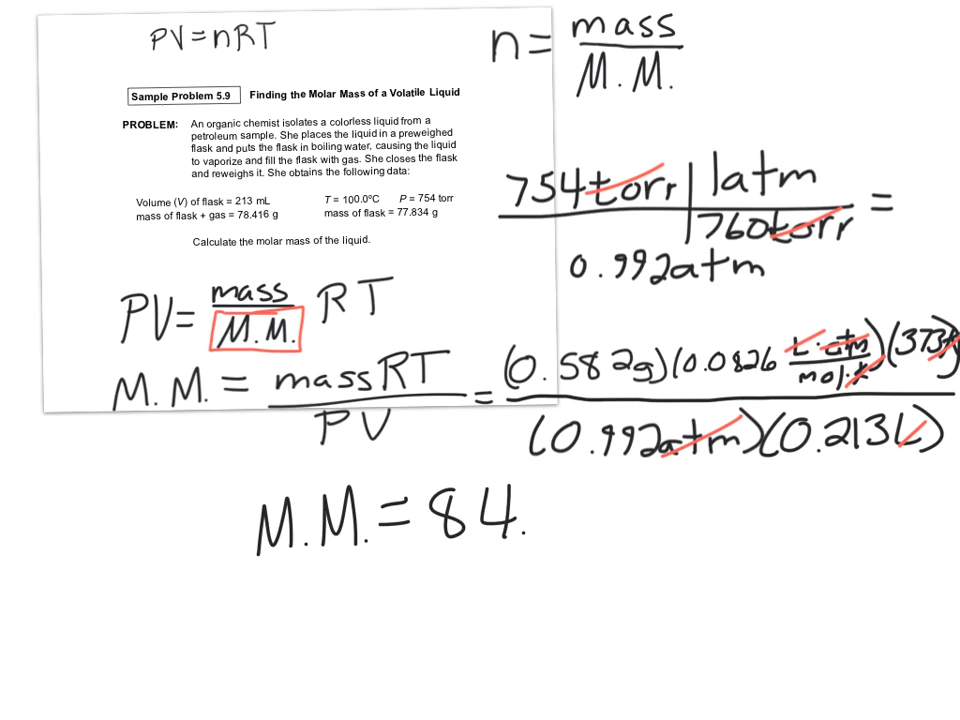 PV=nRT
n= mass / M.M.
Sample Problem 5.9 Finding the Molar Mass of a Volatile Liquid
PROBLEM: An organic chemist isolates a colorless liquid from a
petroleum sample. She places the liquid in a preweighed
flask and puts the flask in boiling water, causing the liquid
to vaporize and fill the flask with gas. She closes the flask
and reweighs it. She obtains the following data:
Volume (V) of flask = 213 mL T = 100.0°C P = 754 torr
mass of flask + gas = 78.416 g mass of flask = 77.834 g
Calculate the molar mass of the liquid.
754torr | 1atm =
760torr
0.992atm
PV= mass / M.M. RT
M.M. = massRT / PV = (0.582g)(0.0826 L·atm / mol·k)(373k) / (0.992atm)(0.213L)
M.M. = 84.